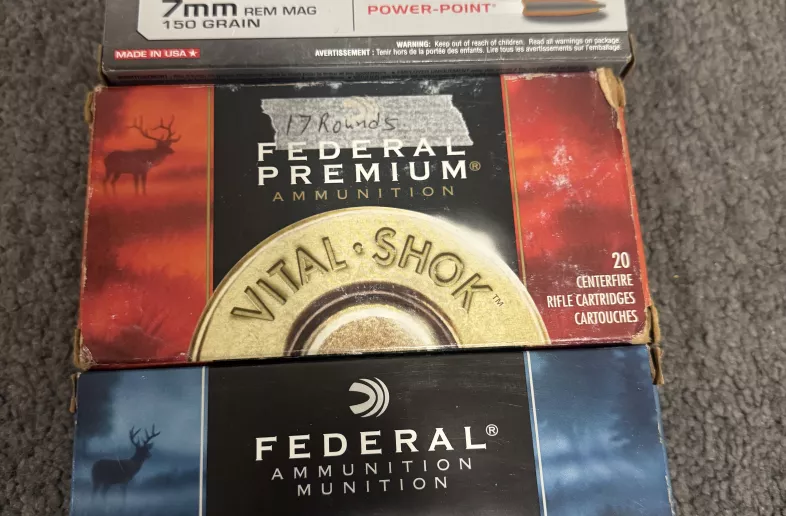 7mm REM MAG
150 GRAIN
POWER-POINT®
WARNING: Keep out of reach of children. Read all warnings on package.
AVERTISSEMENT : Tenir hors de la portée des enfants. Lire tous les avertissements sur l'emballage.
MADE IN USA
17 Rounds
FEDERAL
PREMIUM®
AMMUNITION
VITAL·SHOK™
20
CENTERFIRE
RIFLE CARTRIDGES
CARTOUCHES
FEDERAL®
AMMUNITION
MUNITION